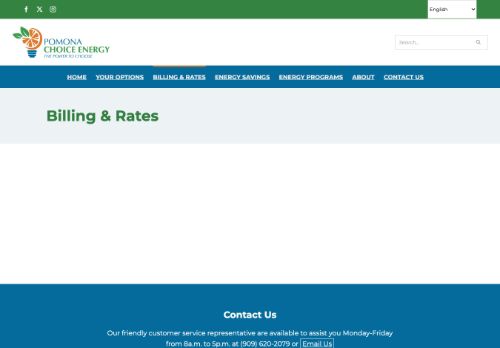 English
POMONA
CHOICE ENERGY
THE POWER TO CHOOSE
Search...
HOME YOUR OPTIONS BILLING & RATES ENERGY SAVINGS ENERGY PROGRAMS ABOUT CONTACT US
Billing & Rates
Contact Us
Our friendly customer service representative are available to assist you Monday-Friday
from 8a.m. to 5p.m. at (909) 620-2079 or Email Us